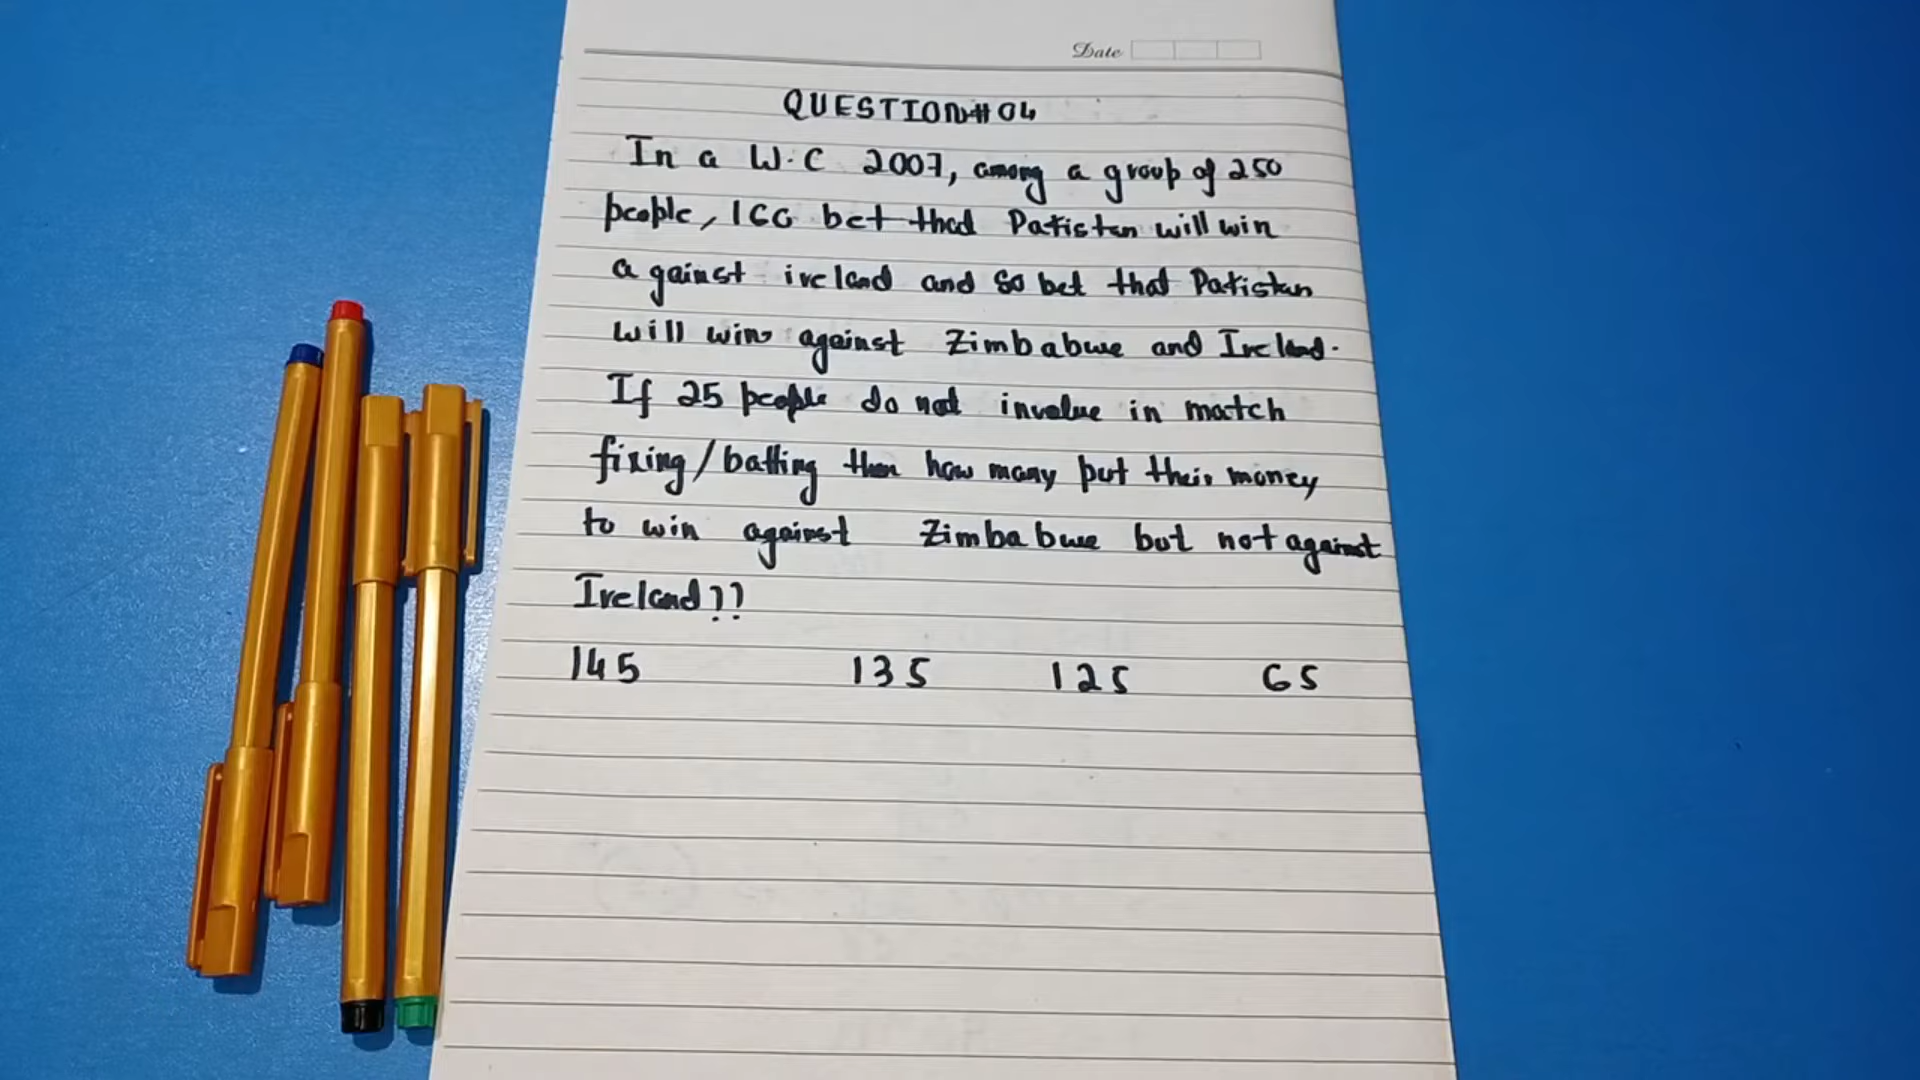 Date
QUESTION# 04
In a W.C 2007, among a group of 250
people, 160 bet that Pakistan will win
against ireland and 50 bet that Pakistan
will win against Zimbabwe and Ireland.
If 25 people do not involve in match
fixing/batting then how many put their money
to win against Zimbabwe but not against
Ireland??
145 135 125 65